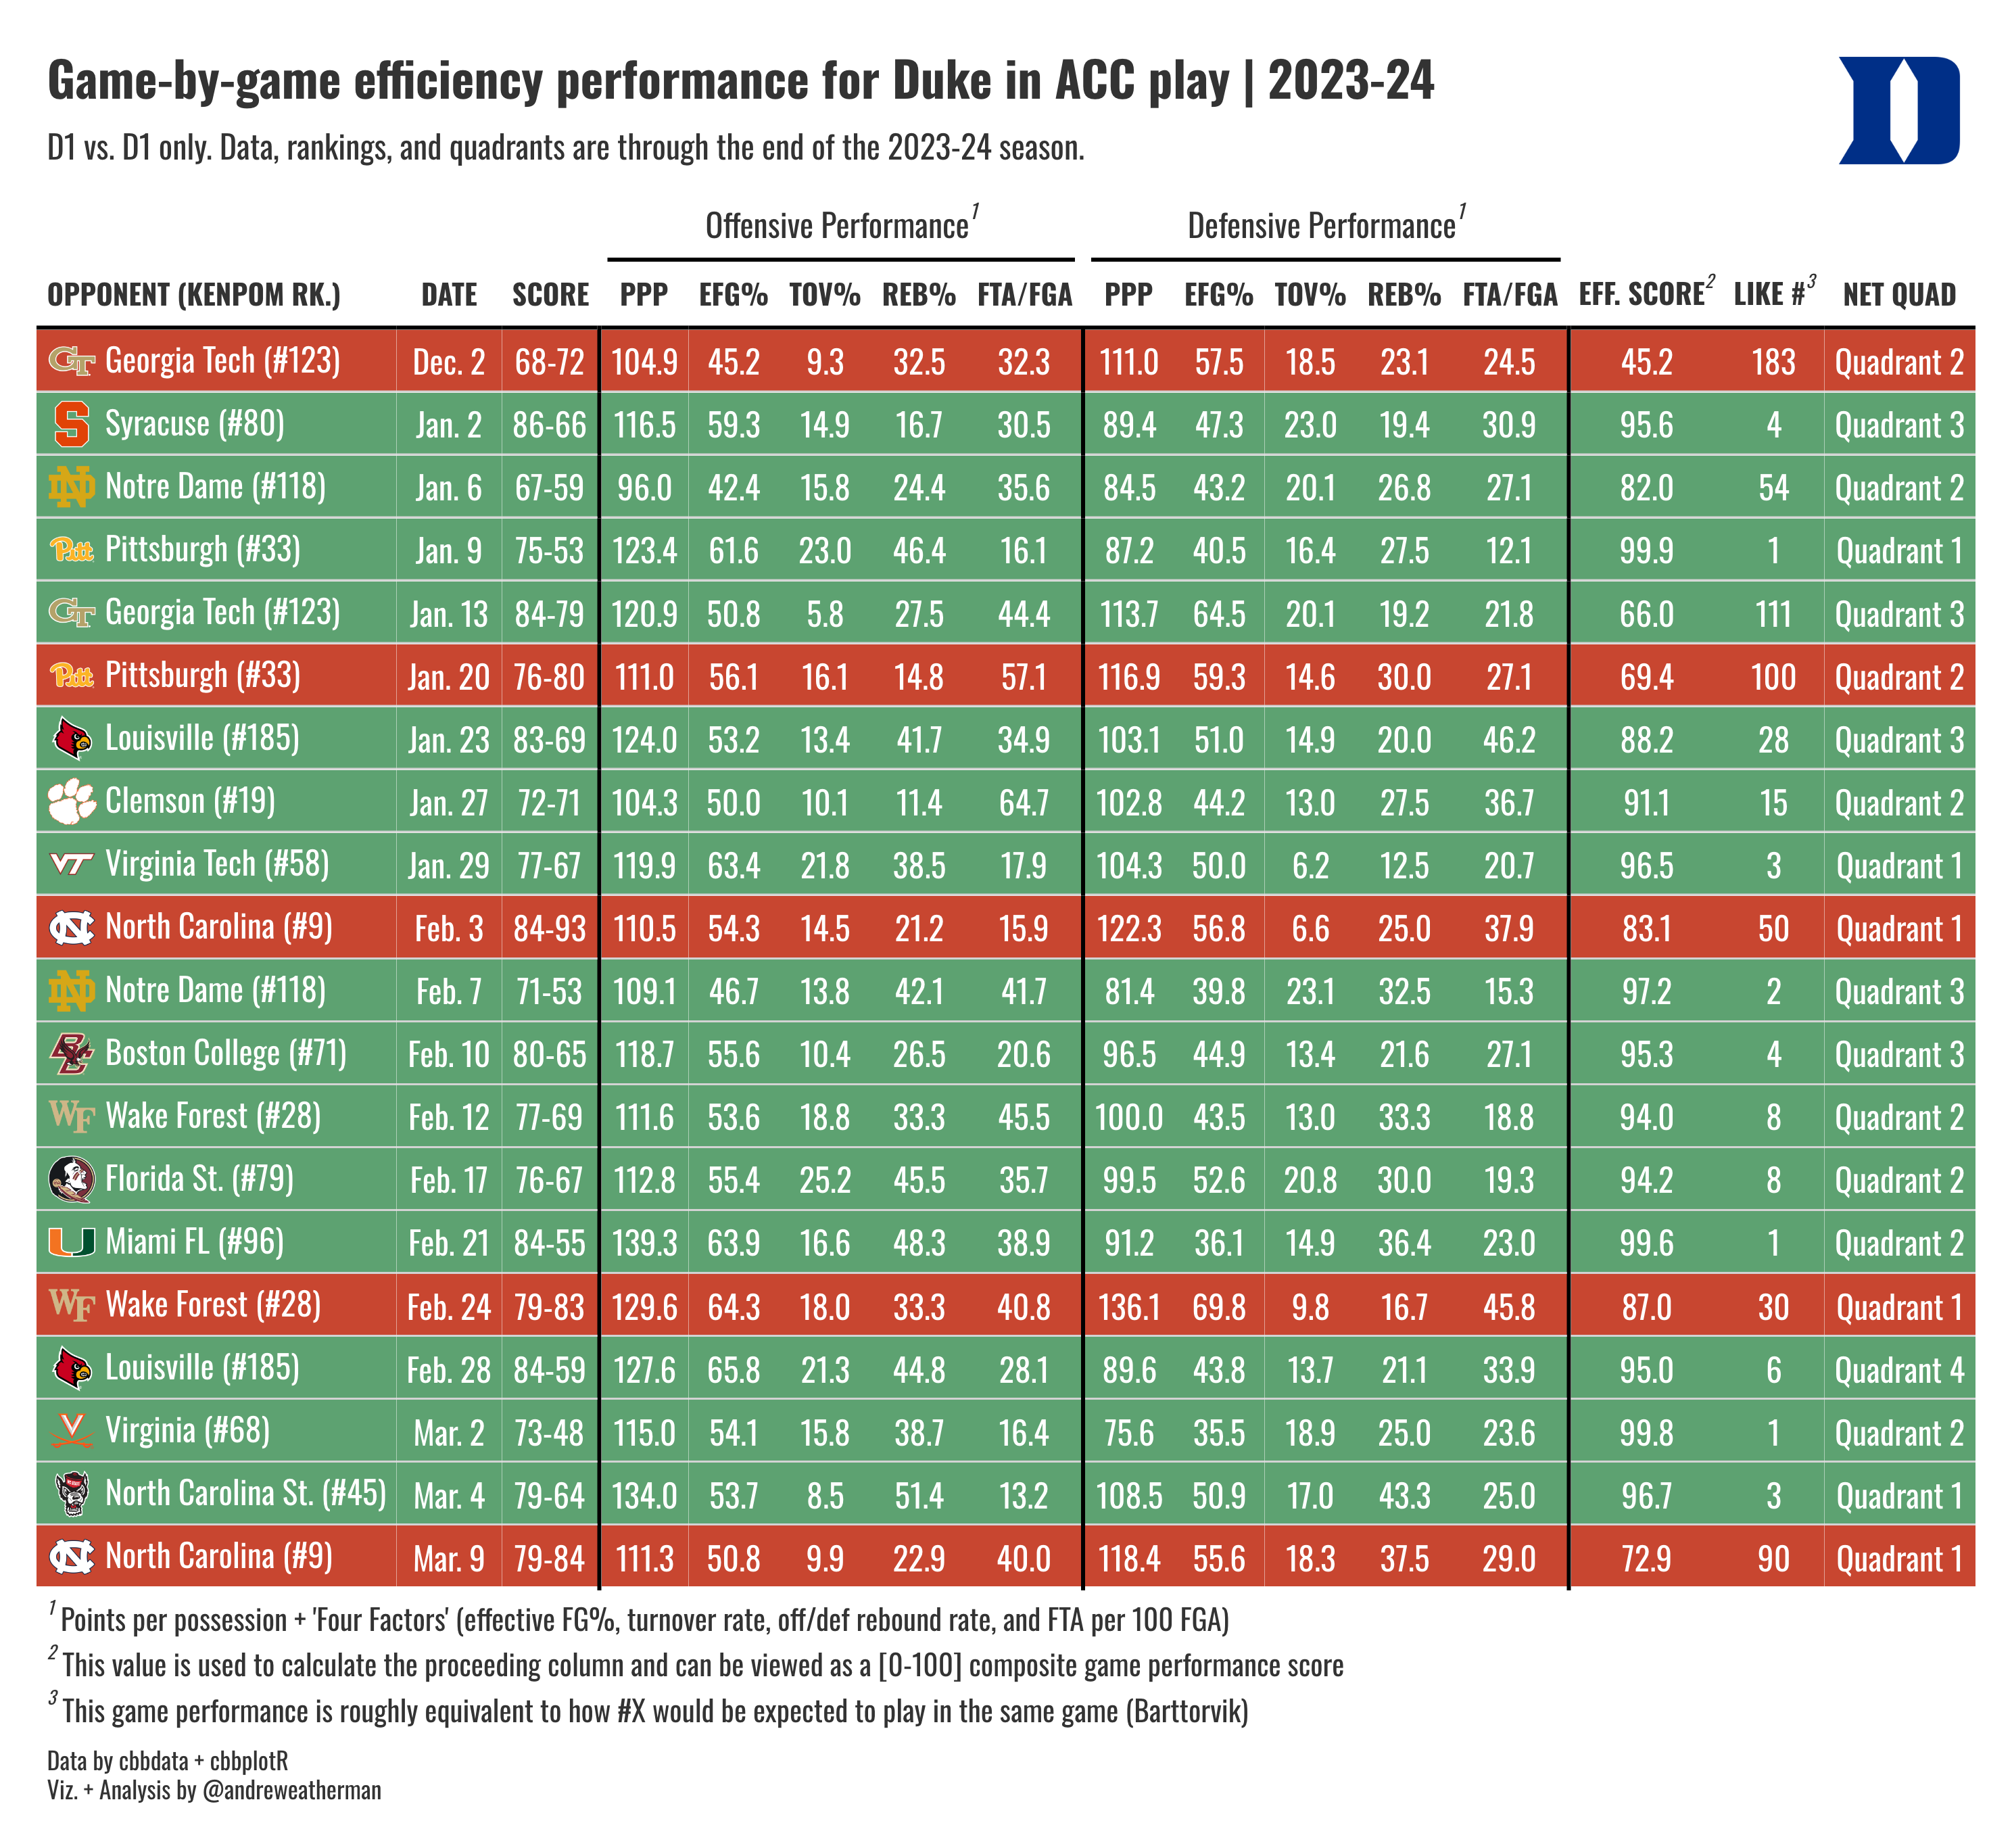 Game-by-game efficiency performance for Duke in ACC play | 2023-24
D1 vs. D1 only. Data, rankings, and quadrants are through the end of the 2023-24 season.
Offensive Performance1 Defensive Performance1
OPPONENT (KENPOM RK.) DATE SCORE PPP EFG% TOV% REB% FTA/FGA PPP EFG% TOV% REB% FTA/FGA EFF. SCORE2 LIKE #3 NET QUAD
GT Georgia Tech (#123) Dec. 2 68-72 104.9 45.2 9.3 32.5 32.3 111.0 57.5 18.5 23.1 24.5 45.2 183 Quadrant 2
S Syracuse (#80) Jan. 2 86-66 116.5 59.3 14.9 16.7 30.5 89.4 47.3 23.0 19.4 30.9 95.6 4 Quadrant 3
ND Notre Dame (#118) Jan. 6 67-59 96.0 42.4 15.8 24.4 35.6 84.5 43.2 20.1 26.8 27.1 82.0 54 Quadrant 2
Pitt Pittsburgh (#33) Jan. 9 75-53 123.4 61.6 23.0 46.4 16.1 87.2 40.5 16.4 27.5 12.1 99.9 1 Quadrant 1
GT Georgia Tech (#123) Jan. 13 84-79 120.9 50.8 5.8 27.5 44.4 113.7 64.5 20.1 19.2 21.8 66.0 111 Quadrant 3
Pitt Pittsburgh (#33) Jan. 20 76-80 111.0 56.1 16.1 14.8 57.1 116.9 59.3 14.6 30.0 27.1 69.4 100 Quadrant 2
Louisville (#185) Jan. 23 83-69 124.0 53.2 13.4 41.7 34.9 103.1 51.0 14.9 20.0 46.2 88.2 28 Quadrant 3
Clemson (#19) Jan. 27 72-71 104.3 50.0 10.1 11.4 64.7 102.8 44.2 13.0 27.5 36.7 91.1 15 Quadrant 2
VT Virginia Tech (#58) Jan. 29 77-67 119.9 63.4 21.8 38.5 17.9 104.3 50.0 6.2 12.5 20.7 96.5 3 Quadrant 1
NC North Carolina (#9) Feb. 3 84-93 110.5 54.3 14.5 21.2 15.9 122.3 56.8 6.6 25.0 37.9 83.1 50 Quadrant 1
ND Notre Dame (#118) Feb. 7 71-53 109.1 46.7 13.8 42.1 41.7 81.4 39.8 23.1 32.5 15.3 97.2 2 Quadrant 3
BC Boston College (#71) Feb. 10 80-65 118.7 55.6 10.4 26.5 20.6 96.5 44.9 13.4 21.6 27.1 95.3 4 Quadrant 3
WF Wake Forest (#28) Feb. 12 77-69 111.6 53.6 18.8 33.3 45.5 100.0 43.5 13.0 33.3 18.8 94.0 8 Quadrant 2
Florida St. (#79) Feb. 17 76-67 112.8 55.4 25.2 45.5 35.7 99.5 52.6 20.8 30.0 19.3 94.2 8 Quadrant 2
U Miami FL (#96) Feb. 21 84-55 139.3 63.9 16.6 48.3 38.9 91.2 36.1 14.9 36.4 23.0 99.6 1 Quadrant 2
WF Wake Forest (#28) Feb. 24 79-83 129.6 64.3 18.0 33.3 40.8 136.1 69.8 9.8 16.7 45.8 87.0 30 Quadrant 1
Louisville (#185) Feb. 28 84-59 127.6 65.8 21.3 44.8 28.1 89.6 43.8 13.7 21.1 33.9 95.0 6 Quadrant 4
V Virginia (#68) Mar. 2 73-48 115.0 54.1 15.8 38.7 16.4 75.6 35.5 18.9 25.0 23.6 99.8 1 Quadrant 2
North Carolina St. (#45) Mar. 4 79-64 134.0 53.7 8.5 51.4 13.2 108.5 50.9 17.0 43.3 25.0 96.7 3 Quadrant 1
NC North Carolina (#9) Mar. 9 79-84 111.3 50.8 9.9 22.9 40.0 118.4 55.6 18.3 37.5 29.0 72.9 90 Quadrant 1
1 Points per possession + 'Four Factors' (effective FG%, turnover rate, off/def rebound rate, and FTA per 100 FGA)
2 This value is used to calculate the proceeding column and can be viewed as a [0-100] composite game performance score
3 This game performance is roughly equivalent to how #X would be expected to play in the same game (Barttorvik)
Data by cbbdata + cbbplotR
Viz. + Analysis by @andreweatherman
D